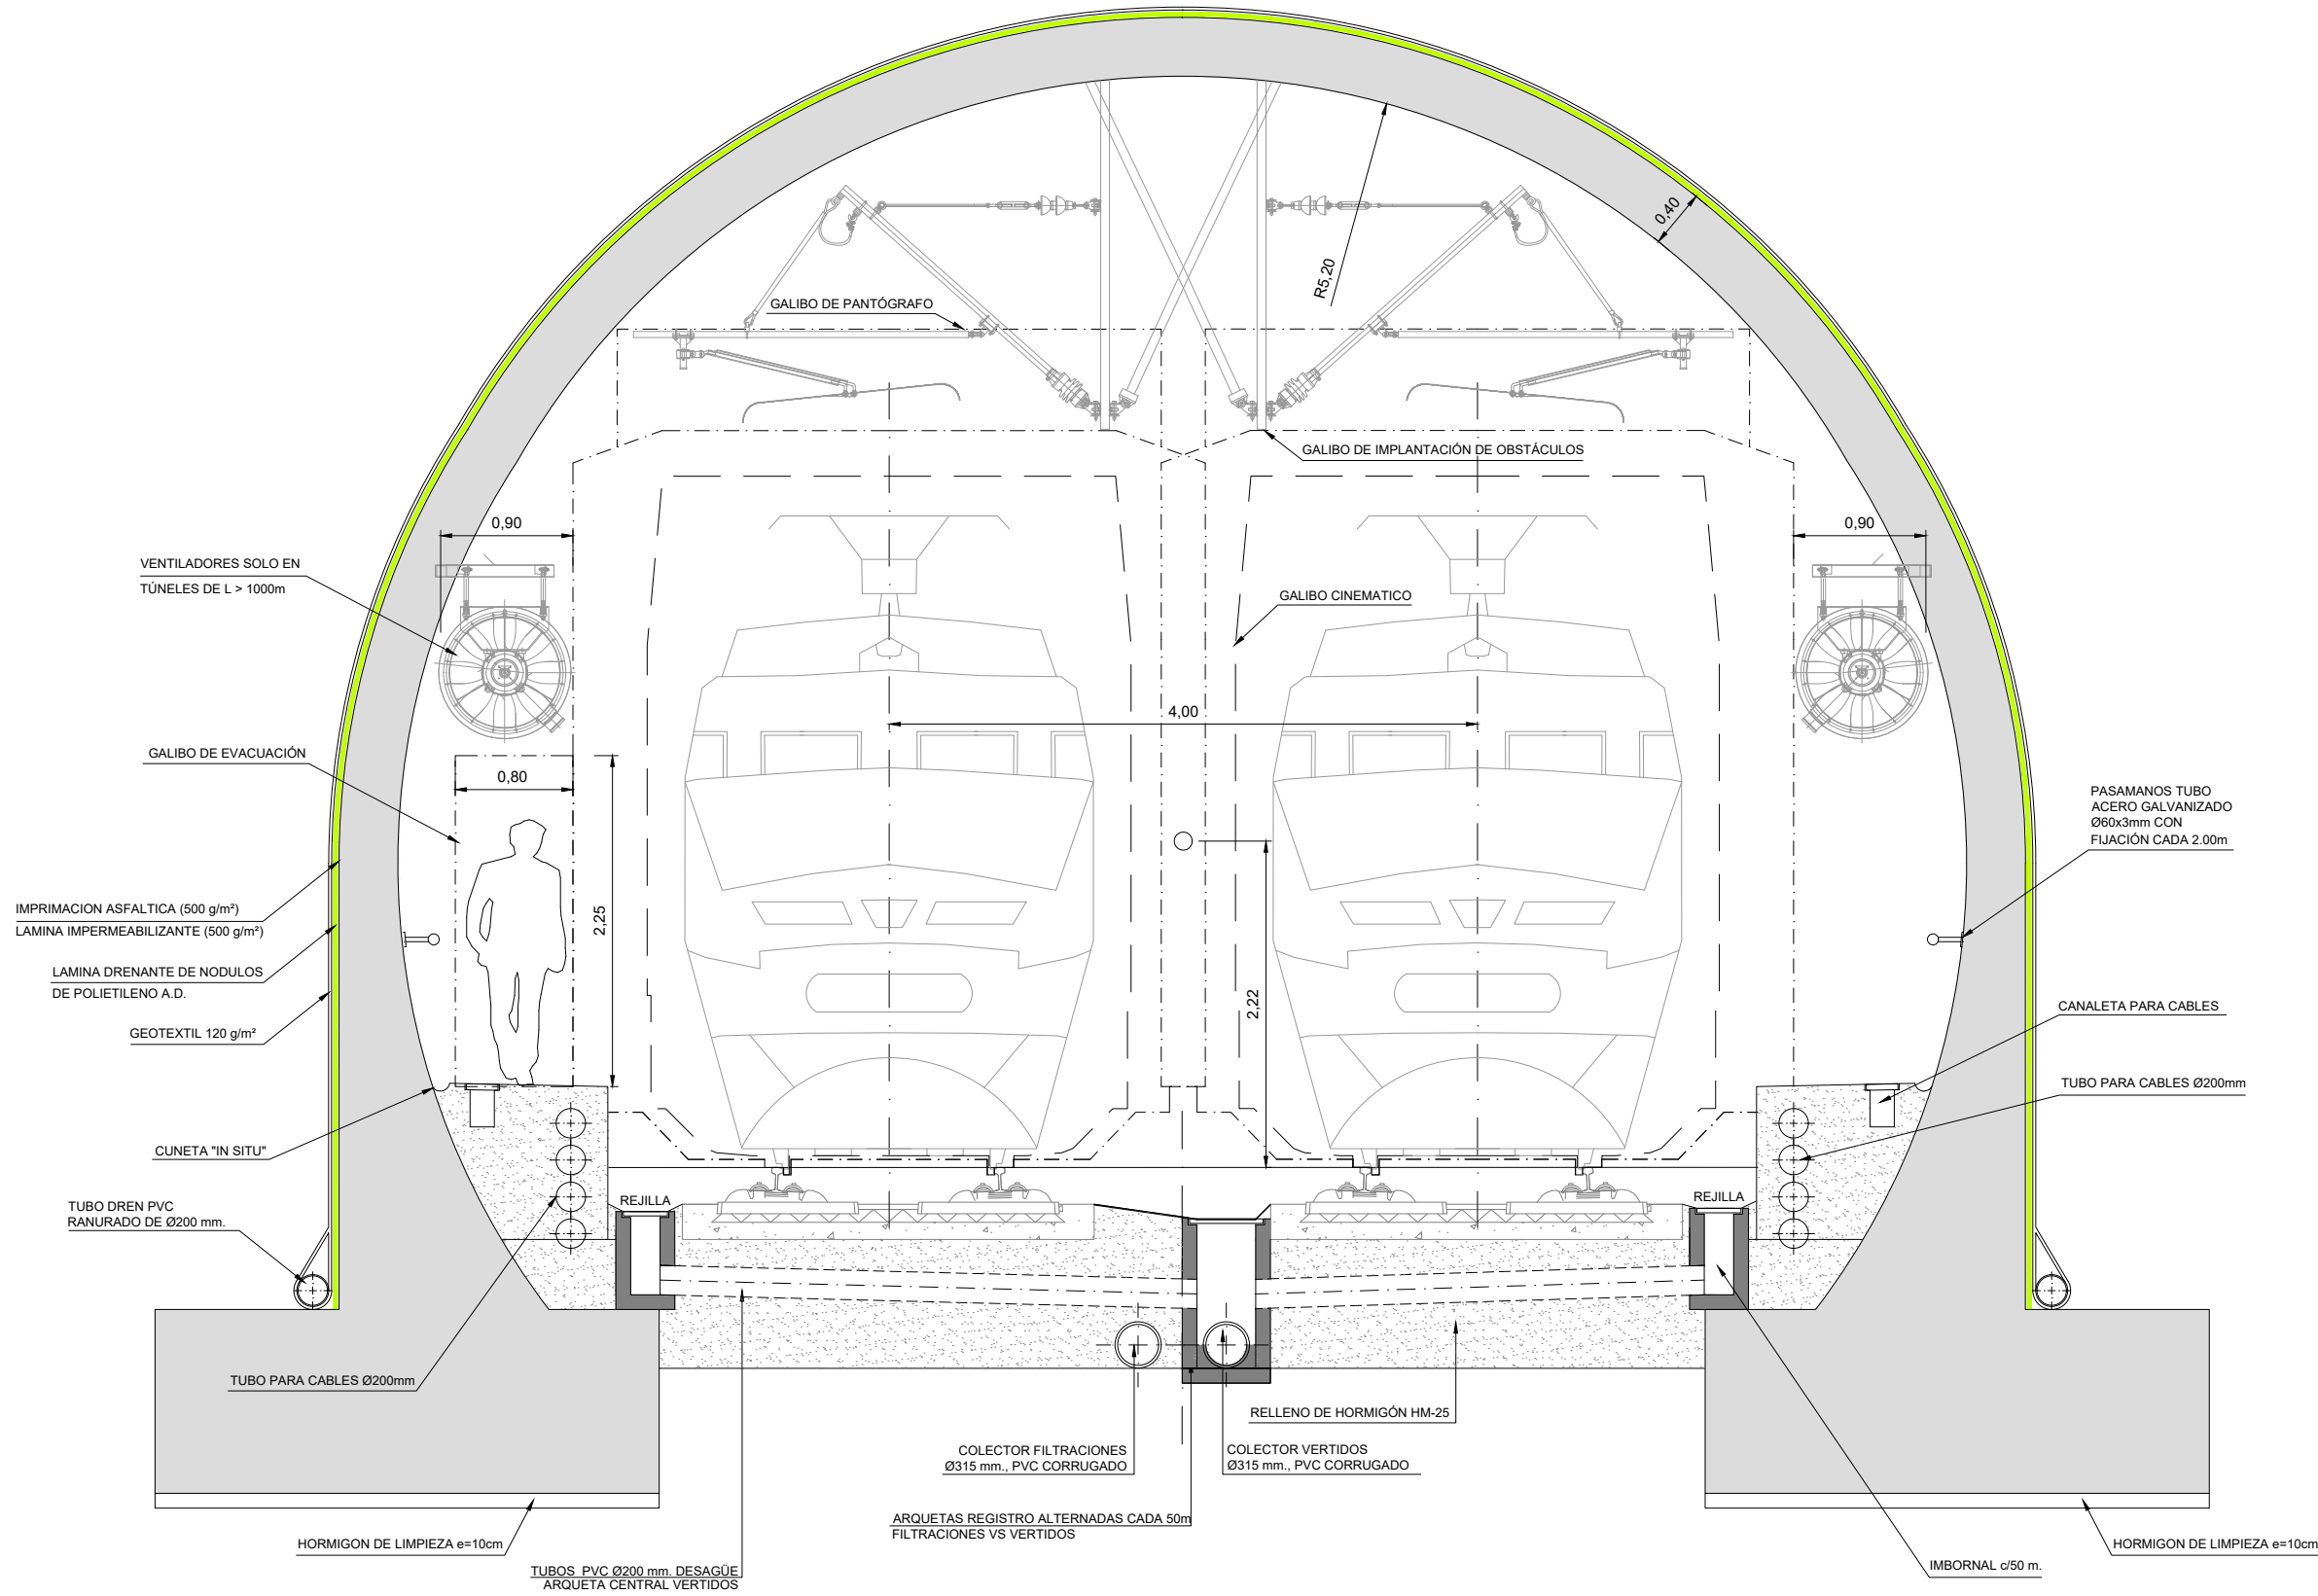 0,40
R5,20
GALIBO DE PANTÓGRAFO
GALIBO DE IMPLANTACIÓN DE OBSTÁCULOS
0,90
0,90
VENTILADORES SOLO EN
TÚNELES DE L > 1000m
GALIBO CINEMATICO
4,00
GALIBO DE EVACUACIÓN
0,80
PASAMANOS TUBO
ACERO GALVANIZADO
Ø60x3mm CON
FIJACIÓN CADA 2.00m
2,25
IMPRIMACION ASFALTICA (500 g/m²)
LAMINA IMPERMEABILIZANTE (500 g/m²)
LAMINA DRENANTE DE NODULOS
DE POLIETILENO A.D.
2,22
CANALETA PARA CABLES
GEOTEXTIL 120 g/m²
TUBO PARA CABLES Ø200mm
CUNETA "IN SITU"
TUBO DREN PVC
RANURADO DE Ø200 mm.
REJILLA
REJILLA
TUBO PARA CABLES Ø200mm
RELLENO DE HORMIGÓN HM-25
COLECTOR FILTRACIONES
Ø315 mm., PVC CORRUGADO
COLECTOR VERTIDOS
Ø315 mm., PVC CORRUGADO
ARQUETAS REGISTRO ALTERNADAS CADA 50m
FILTRACIONES VS VERTIDOS
HORMIGON DE LIMPIEZA e=10cm
HORMIGON DE LIMPIEZA e=10cm
TUBOS PVC Ø200 mm. DESAGÜE
ARQUETA CENTRAL VERTIDOS
IMBORNAL c/50 m.